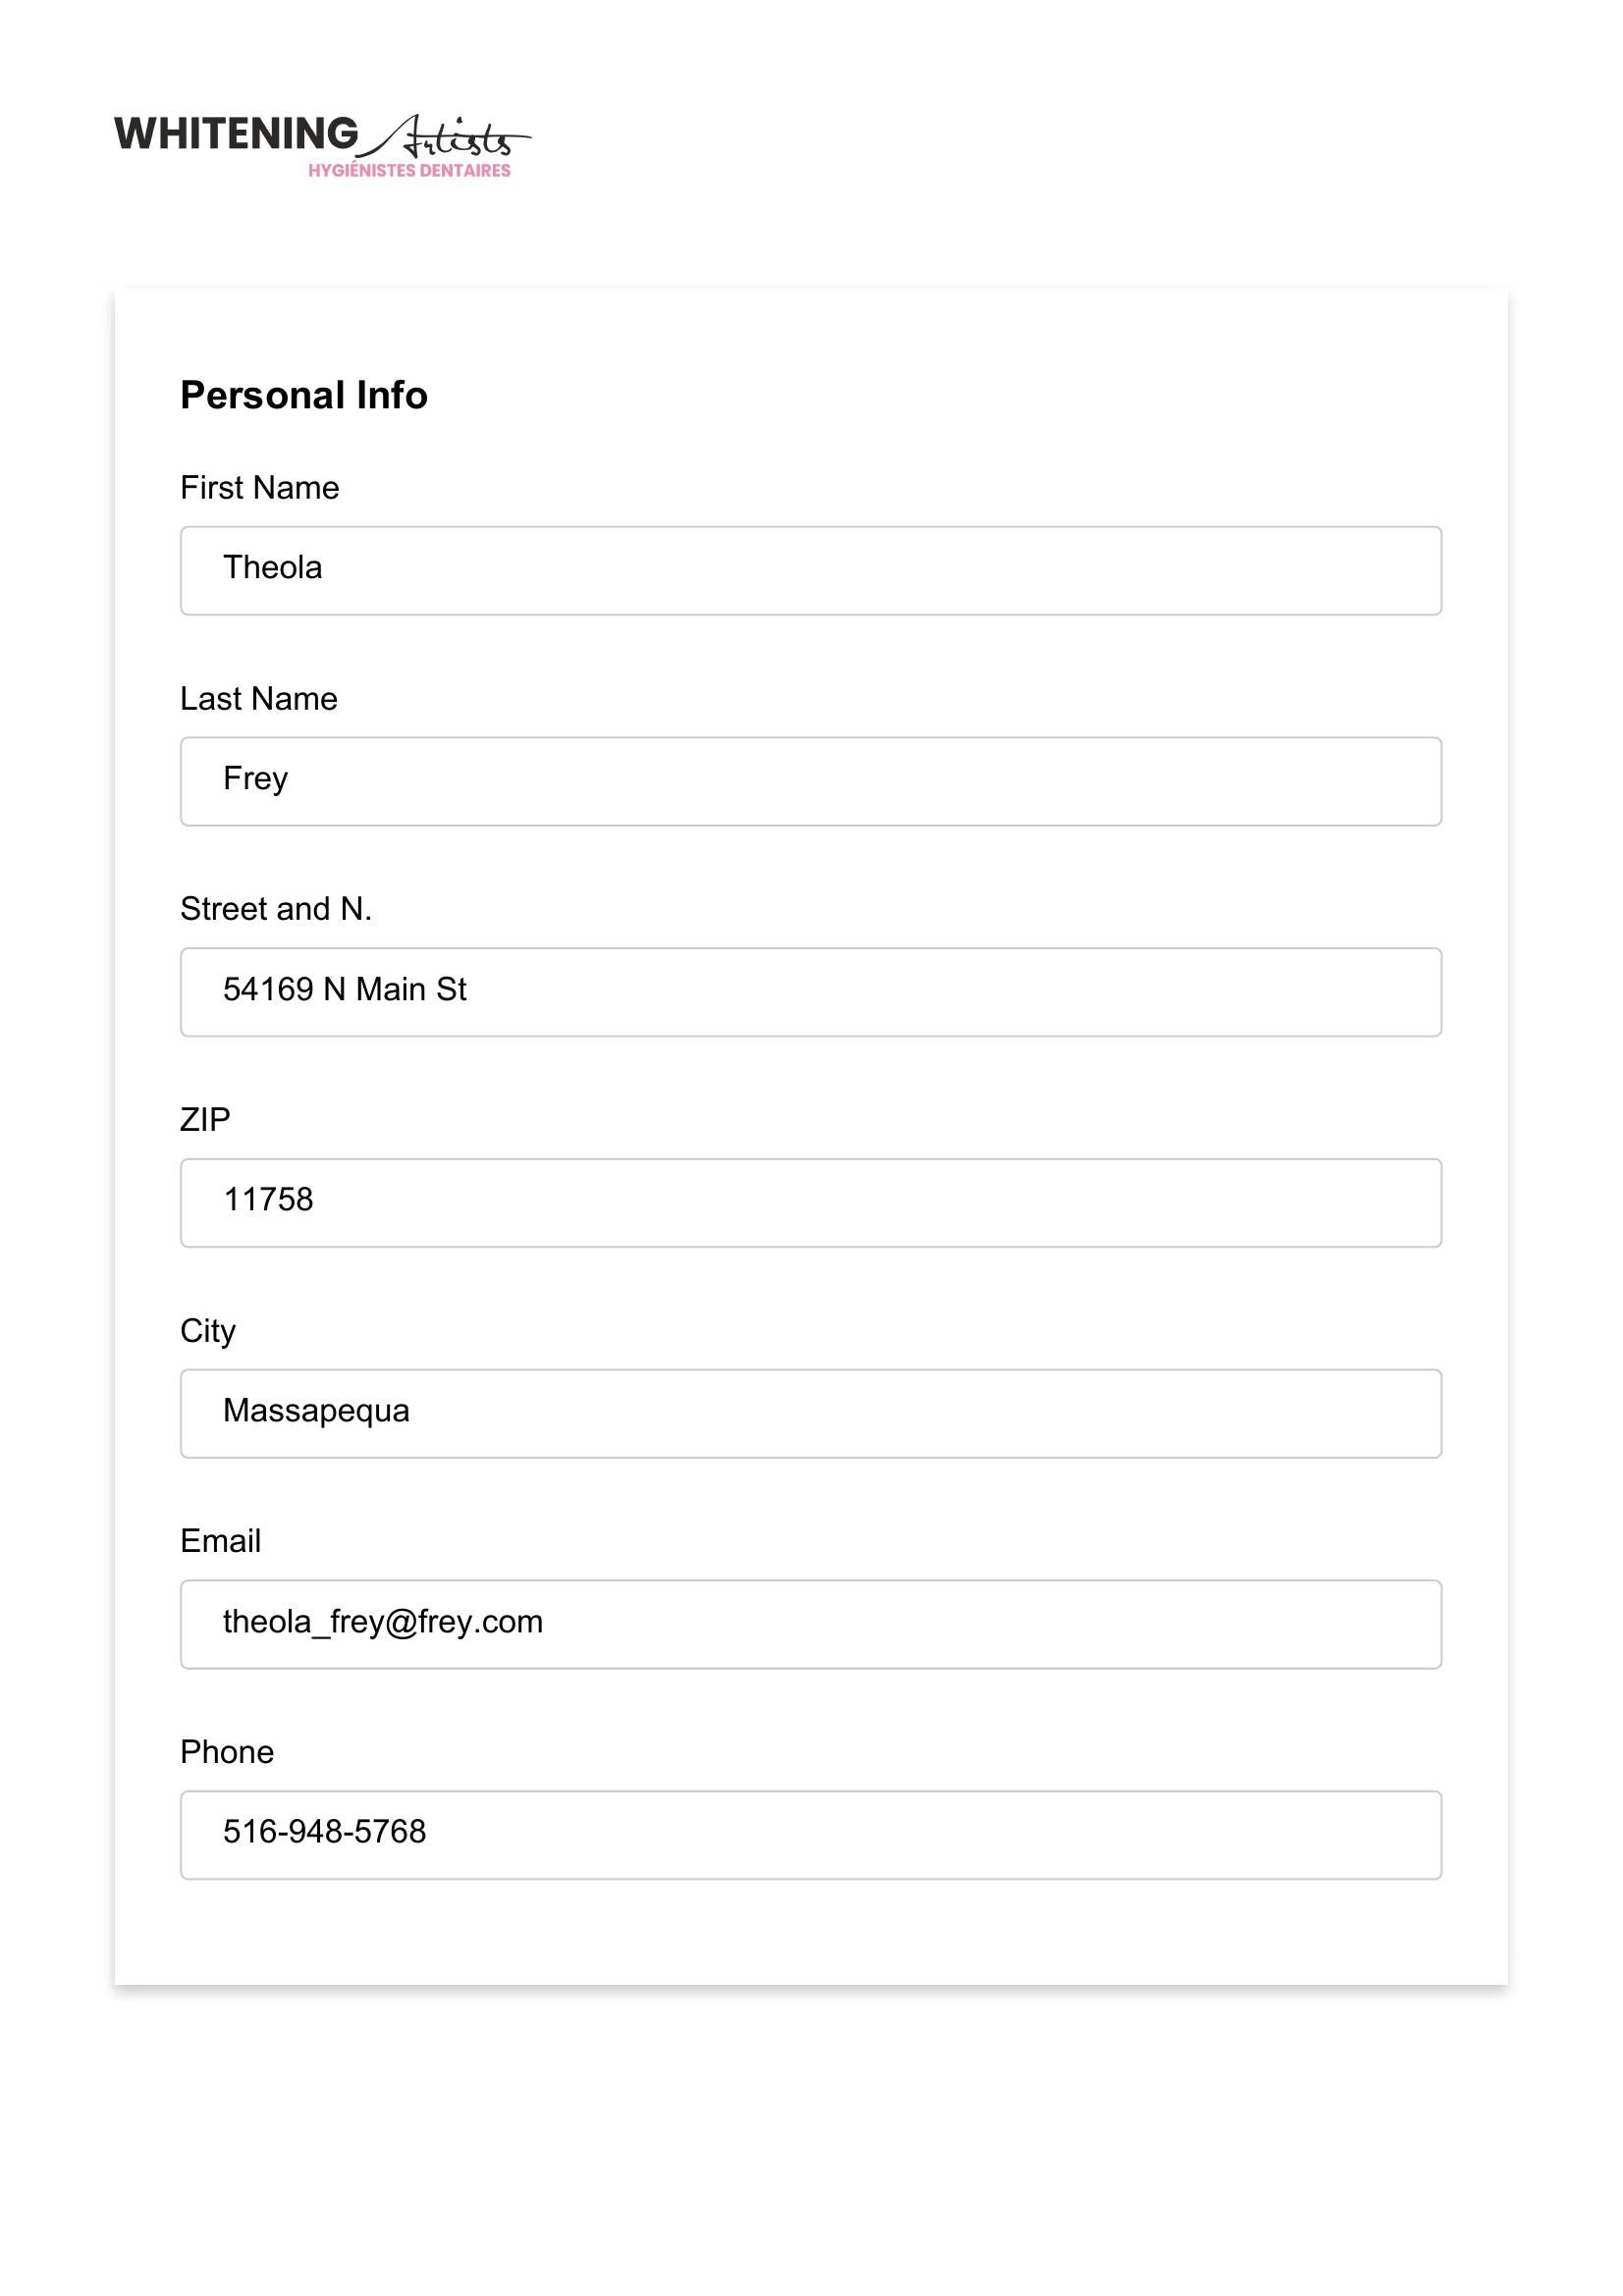 WHITENING Artists
HYGIÉNISTES DENTAIRES
Personal Info
First Name
Theola
Last Name
Frey
Street and N.
54169 N Main St
ZIP
11758
City
Massapequa
Email
theola_frey@frey.com
Phone
516-948-5768